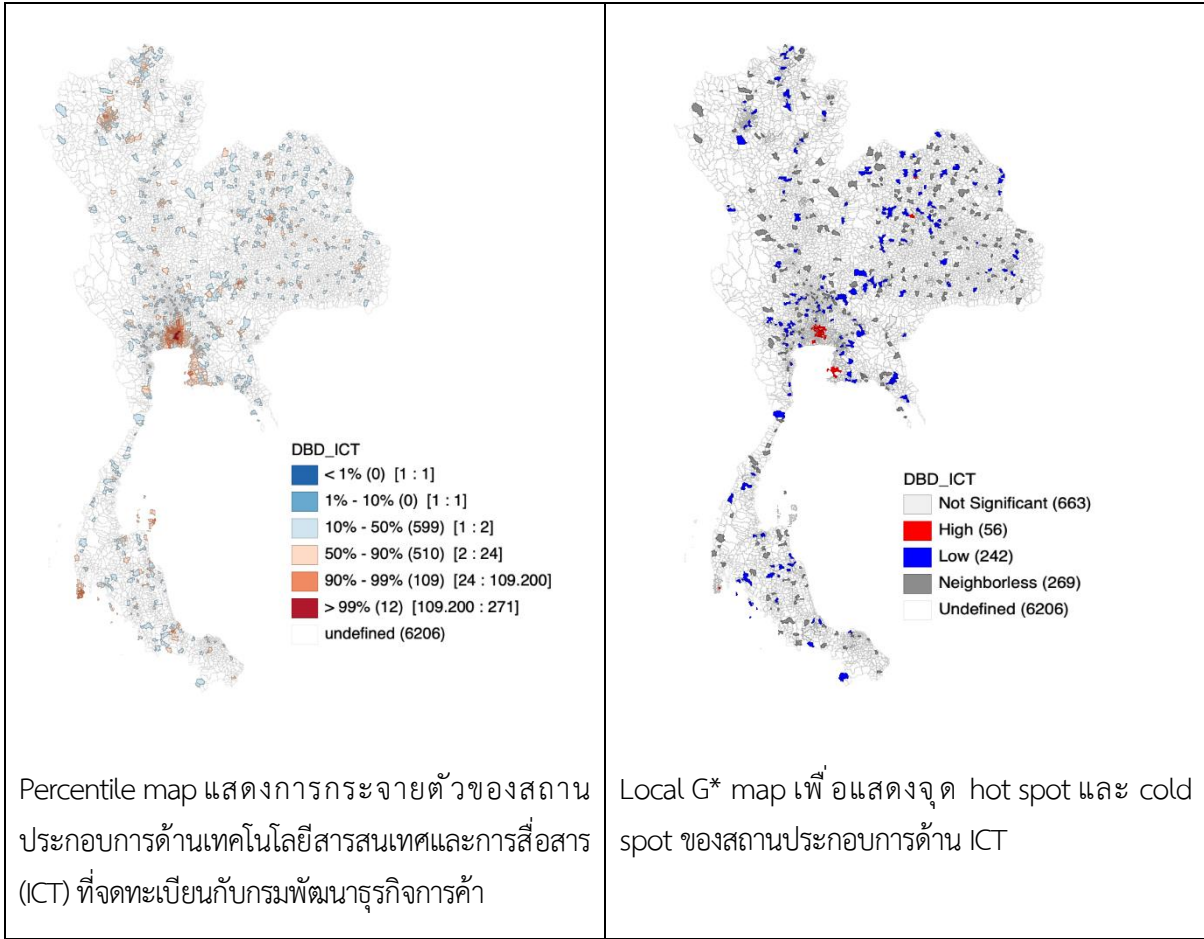 DBD_ICT
< 1% (0) [1 : 1]
1% - 10% (0) [1 : 1]
10% - 50% (599) [1 : 2]
50% - 90% (510) [2 : 24]
90% - 99% (109) [24 : 109.200]
> 99% (12) [109.200 : 271]
undefined (6206)
Percentile map แสดงการกระจายตัวของสถาน
ประกอบการด้านเทคโนโลยีสารสนเทศและการสื่อสาร
(ICT) ที่จดทะเบียนกับกรมพัฒนาธุรกิจการค้า
DBD_ICT
Not Significant (663)
High (56)
Low (242)
Neighborless (269)
Undefined (6206)
Local G* map เพื่อแสดงจุด hot spot และ cold
spot ของสถานประกอบการด้าน ICT